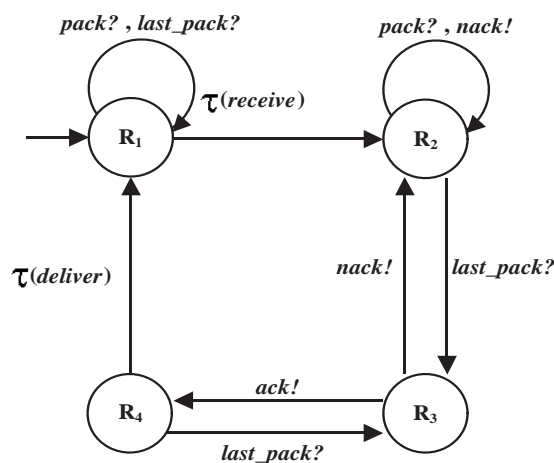 pack? , last_pack?
pack? , nack!
τ(receive)
R1
R2
τ(deliver)
nack!
last_pack?
ack!
R4
R3
last_pack?